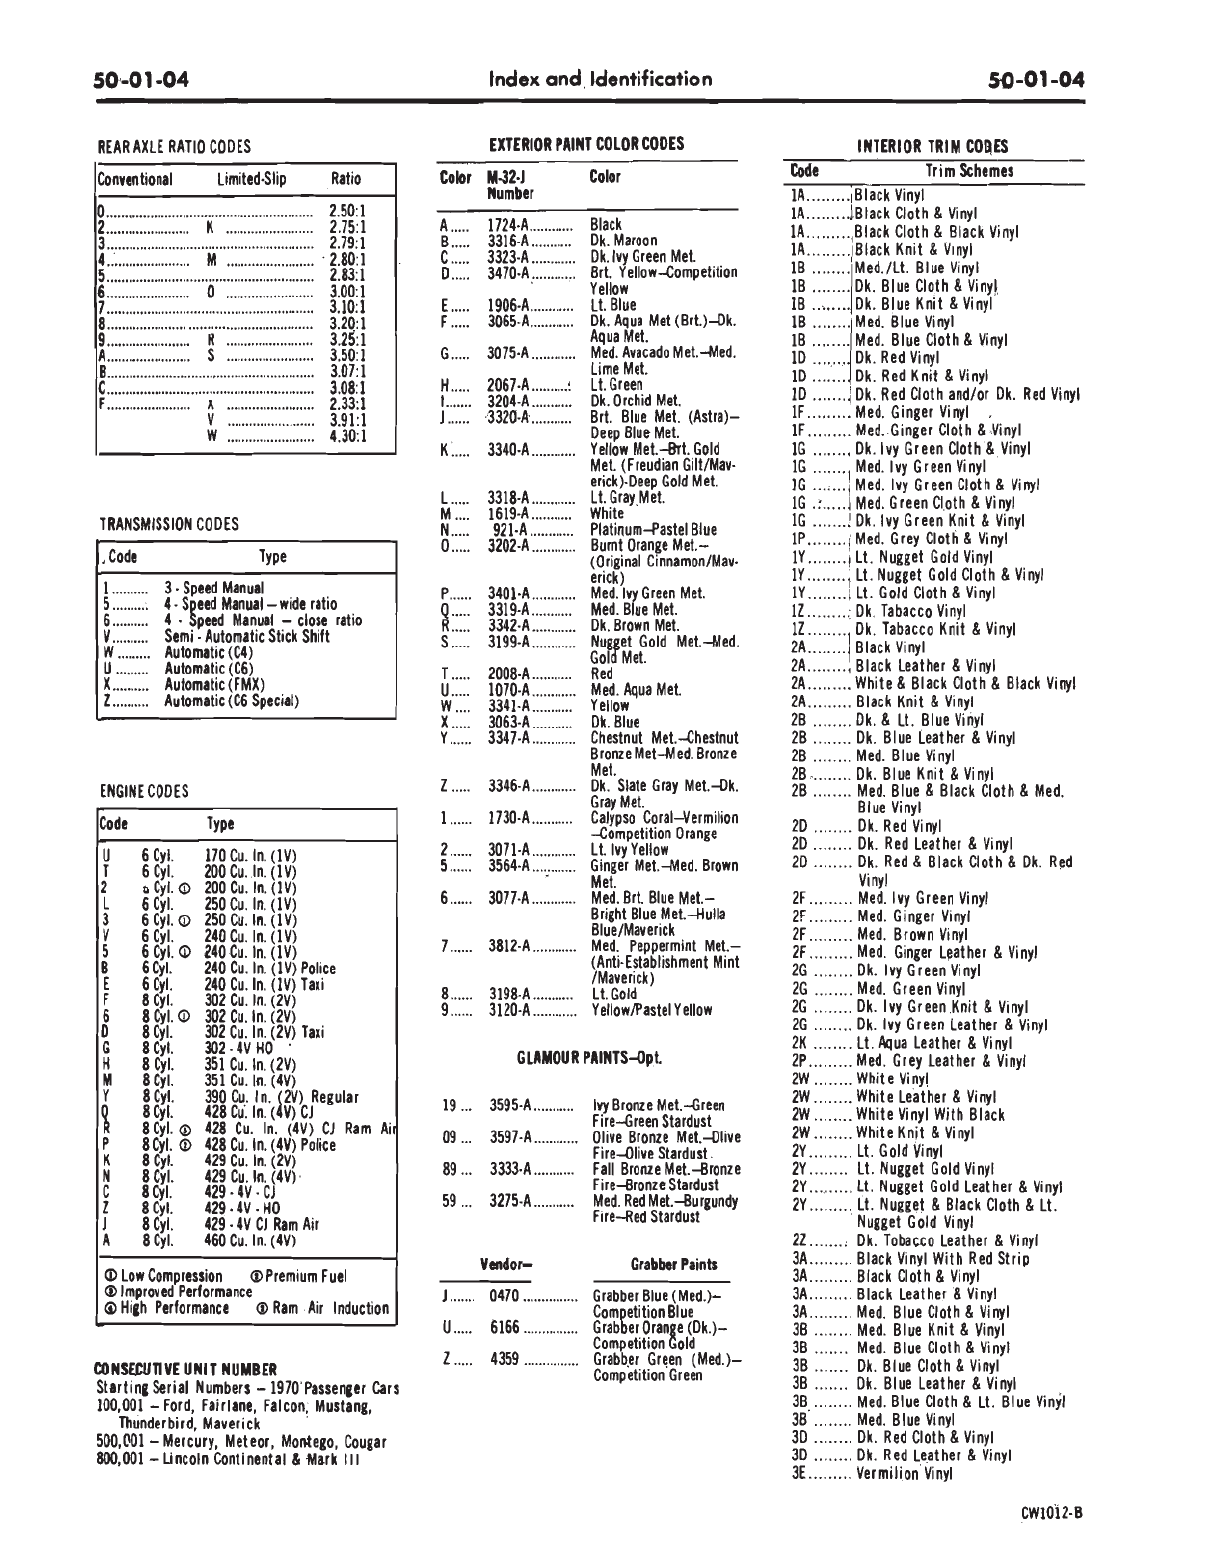 50-01-04 Index and Identification 50-01-04
REAR AXLE RATIO CODES
Conventional Limited-Slip Ratio
0 ........ 2.50:1
2 ........ K ........ 2.75:1
3 ........ 2.79:1
4 ........ M ........ 2.80:1
5 ........ 2.83:1
6 ........ O ........ 3.00:1
7 ........ 3.10:1
8 ........ 3.20:1
9 ........ R ........ 3.25:1
A ........ S ........ 3.50:1
B ........ 3.07:1
C ........ 3.08:1
F ........ X ........ 2.33:1
V ........ 3.91:1
W ........ 4.30:1
TRANSMISSION CODES
Code Type
1 ........ 3 - Speed Manual
5 ........ 4 - Speed Manual – wide ratio
6 ........ 4 - Speed Manual – close ratio
V ........ Semi - Automatic Stick Shift
W ........ Automatic (C4)
U ........ Automatic (C6)
X ........ Automatic (FMX)
Z ........ Automatic (C6 Special)
ENGINE CODES
Code Type
U 6 Cyl. 170 Cu. In. (1V)
T 6 Cyl. 200 Cu. In. (1V)
2 6 Cyl. ① 200 Cu. In. (1V)
L 6 Cyl. 250 Cu. In. (1V)
3 6 Cyl. ① 250 Cu. In. (1V)
V 6 Cyl. 240 Cu. In. (1V)
5 6 Cyl. ① 240 Cu. In. (1V)
B 6 Cyl. 240 Cu. In. (1V) Police
E 6 Cyl. 240 Cu. In. (1V) Taxi
F 8 Cyl. 302 Cu. In. (2V)
6 8 Cyl. ① 302 Cu. In. (2V)
D 8 Cyl. 302 Cu. In. (2V) Taxi
G 8 Cyl. 302 - 4V HO
H 8 Cyl. 351 Cu. In. (2V)
M 8 Cyl. 351 Cu. In. (4V)
Y 8 Cyl. 390 Cu. In. (2V) Regular
Q 8 Cyl. 428 Cu. In. (4V) CJ
R 8 Cyl. 428 Cu. In. (4V) CJ Ram Air
P 8 Cyl. 428 Cu. In. (4V) Police
K 8 Cyl. 429 Cu. In. (2V)
N 8 Cyl. 429 Cu. In. (4V)
C 8 Cyl. 429 - 4V - CJ
Z 8 Cyl. 429 - 4V - HO
J 8 Cyl. 429 - 4V CJ Ram Air
A 8 Cyl. 460 Cu. In. (4V)
① Low Compression Premium Fuel
Improved Performance
High Performance Ram Air Induction
CONSECUTIVE UNIT NUMBER
Starting Serial Numbers – 1970 Passenger Cars
100,001 – Ford, Fairlane, Falcon, Mustang,
Thunderbird, Maverick
500,001 – Mercury, Meteor, Montego, Cougar
800,001 – Lincoln Continental & Mark III
EXTERIOR PAINT COLOR CODES
Color M-32-J Color
Number
A ..... 1724-A ........ Black
B ..... 3316-A ........ Dk. Maroon
C ..... 3323-A ........ Dk. Ivy Green Met.
D ..... 3470-A ........ Brt. Yellow–Competition
Yellow
E ..... 1906-A ........ Lt. Blue
F ..... 3065-A ........ Dk. Aqua Met (Brt.)–Dk.
Aqua Met.
G ..... 3075-A ........ Med. Avacado Met.–Med.
Lime Met.
H ..... 2067-A ........ Lt. Green
I ..... 3204-A ........ Dk. Orchid Met.
J ..... 3320-A ........ Brt. Blue Met. (Astra)–
Deep Blue Met.
K ..... 3340-A ........ Yellow Met.–Brt. Gold
Met. (Freudian Gilt/Mav-
erick)-Deep Gold Met.
L ..... 3318-A ........ Lt. Gray Met.
M .... 1619-A ........ White
N ..... 921-A ........ Platinum–Pastel Blue
O ..... 3202-A ........ Burnt Orange Met.–
(Original Cinnamon/Mav-
erick)
P ..... 3401-A ........ Med. Ivy Green Met.
Q ..... 3319-A ........ Med. Blue Met.
R ..... 3342-A ........ Dk. Brown Met.
S ..... 3199-A ........ Nugget Gold Met.–Med.
Gold Met.
T ..... 2008-A ........ Red
U ..... 1070-A ........ Med. Aqua Met.
W .... 3341-A ........ Yellow
X ..... 3063-A ........ Dk. Blue
Y ..... 3347-A ........ Chestnut Met.–Chestnut
Bronze Met–Med. Bronze
Met.
Z ..... 3346-A ........ Dk. Slate Gray Met.–Dk.
Gray Met.
1 ..... 1730-A ........ Calypso Coral–Vermilion
–Competition Orange
2 ..... 3071-A ........ Lt. Ivy Yellow
5 ..... 3564-A ........ Ginger Met.–Med. Brown
Met.
6 ..... 3077-A ........ Med. Brt. Blue Met.–
Bright Blue Met.–Hulla
Blue/Maverick
7 ..... 3812-A ........ Med. Peppermint Met.–
(Anti-Establishment Mint
/Maverick)
8 ..... 3198-A ........ Lt. Gold
9 ..... 3120-A ........ Yellow/Pastel Yellow
GLAMOUR PAINTS–Opt.
19 ... 3595-A ........ Ivy Bronze Met.–Green
Fire–Green Stardust
09 ... 3597-A ........ Olive Bronze Met.–Olive
Fire–Olive Stardust
89 ... 3333-A ........ Fall Bronze Met.–Bronze
Fire–Bronze Stardust
59 ... 3275-A ........ Med. Red Met.–Burgundy
Fire–Red Stardust
Vendor– Grabber Paints
J ..... 0470 ........ Grabber Blue (Med.)–
Competition Blue
U ..... 6166 ........ Grabber Orange (Dk.)–
Competition Gold
Z ..... 4359 ........ Grabber Green (Med.)–
Competition Green
INTERIOR TRIM CODES
Code Trim Schemes
1A ........ Black Vinyl
1A ........ Black Cloth & Vinyl
1A ........ Black Cloth & Black Vinyl
1A ........ Black Knit & Vinyl
1B ........ Med./Lt. Blue Vinyl
1B ........ Dk. Blue Cloth & Vinyl
1B ........ Dk. Blue Knit & Vinyl
1B ........ Med. Blue Vinyl
1B ........ Med. Blue Cloth & Vinyl
1D ........ Dk. Red Vinyl
1D ........ Dk. Red Knit & Vinyl
1D ........ Dk. Red Cloth and/or Dk. Red Vinyl
1F ........ Med. Ginger Vinyl
1F ........ Med. Ginger Cloth & Vinyl
1G ........ Dk. Ivy Green Cloth & Vinyl
1G ........ Med. Ivy Green Vinyl
1G ........ Med. Ivy Green Cloth & Vinyl
1G ........ Med. Green Cloth & Vinyl
1G ........ Dk. Ivy Green Knit & Vinyl
1P ........ Med. Grey Cloth & Vinyl
1Y ........ Lt. Nugget Gold Vinyl
1Y ........ Lt. Nugget Gold Cloth & Vinyl
1Y ........ Lt. Gold Cloth & Vinyl
1Z ........ Dk. Tabacco Vinyl
1Z ........ Dk. Tabacco Knit & Vinyl
2A ........ Black Vinyl
2A ........ Black Leather & Vinyl
2A ........ White & Black Cloth & Black Vinyl
2A ........ Black Knit & Vinyl
2B ........ Dk. & Lt. Blue Vinyl
2B ........ Dk. Blue Leather & Vinyl
2B ........ Med. Blue Vinyl
2B ........ Dk. Blue Knit & Vinyl
2B ........ Med. Blue & Black Cloth & Med.
Blue Vinyl
2D ........ Dk. Red Vinyl
2D ........ Dk. Red Leather & Vinyl
2D ........ Dk. Red & Black Cloth & Dk. Red
Vinyl
2F ........ Med. Ivy Green Vinyl
2F ........ Med. Ginger Vinyl
2F ........ Med. Brown Vinyl
2F ........ Med. Ginger Leather & Vinyl
2G ........ Dk. Ivy Green Vinyl
2G ........ Med. Green Vinyl
2G ........ Dk. Ivy Green Knit & Vinyl
2G ........ Dk. Ivy Green Leather & Vinyl
2K ........ Lt. Aqua Leather & Vinyl
2P ........ Med. Grey Leather & Vinyl
2W ........ White Vinyl
2W ........ White Leather & Vinyl
2W ........ White Vinyl With Black
2W ........ White Knit & Vinyl
2Y ........ Lt. Gold Vinyl
2Y ........ Lt. Nugget Gold Vinyl
2Y ........ Lt. Nugget Gold Leather & Vinyl
2Y ........ Lt. Nugget & Black Cloth & Lt.
Nugget Gold Vinyl
2Z ........ Dk. Tobacco Leather & Vinyl
3A ........ Black Vinyl With Red Strip
3A ........ Black Cloth & Vinyl
3A ........ Black Leather & Vinyl
3A ........ Med. Blue Cloth & Vinyl
3B ........ Med. Blue Knit & Vinyl
3B ........ Med. Blue Cloth & Vinyl
3B ........ Dk. Blue Cloth & Vinyl
3B ........ Dk. Blue Leather & Vinyl
3B ........ Med. Blue Cloth & Lt. Blue Vinyl
3B ........ Med. Blue Vinyl
3D ........ Dk. Red Cloth & Vinyl
3D ........ Dk. Red Leather & Vinyl
3E ........ Vermilion Vinyl
CW1012-B